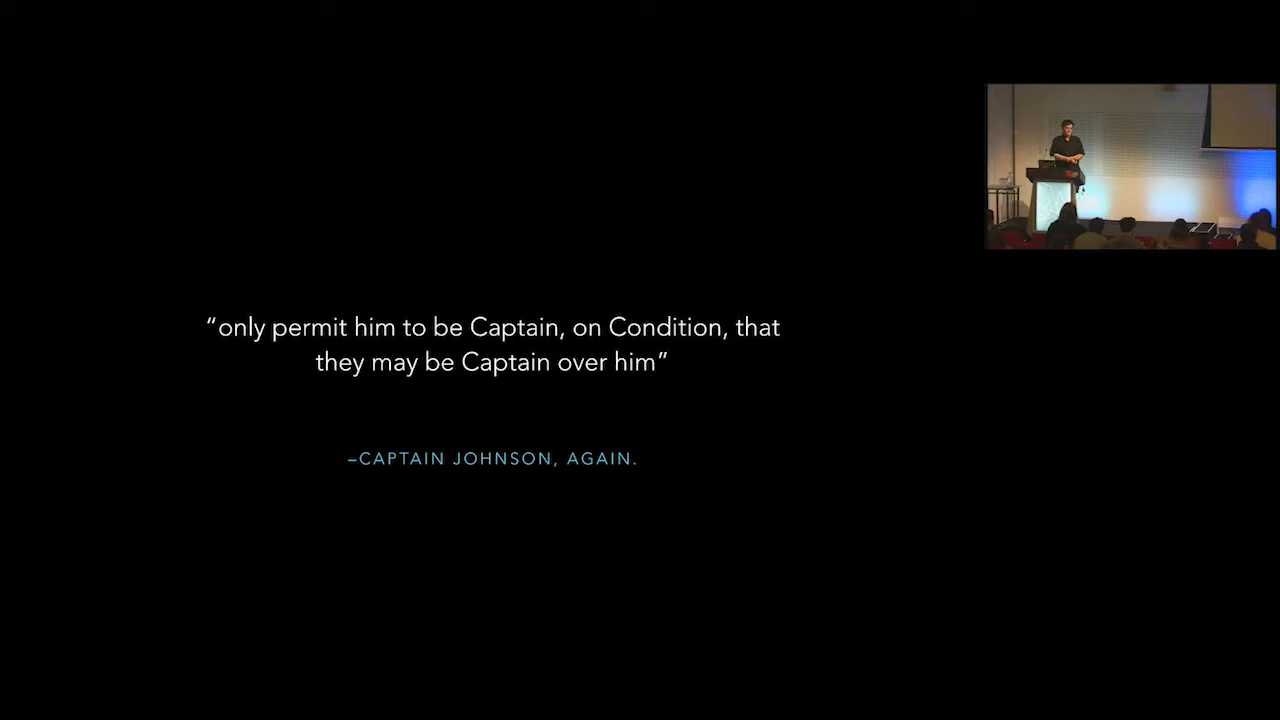 “only permit him to be Captain, on Condition, that
they may be Captain over him”
–CAPTAIN JOHNSON, AGAIN.